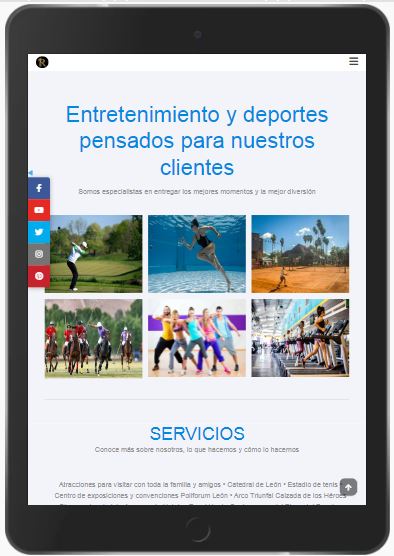 R
Entretenimiento y deportes
pensados para nuestros
clientes
Somos especialistas en entregar los mejores momentos y la mejor diversión
SERVICIOS
Conoce más sobre nosotros, lo que hacemos y cómo lo hacemos
Atracciones para visitar con toda la familia y amigos • Catedral de León • Estadio de tenis •
Centro de exposiciones y convenciones Poliforum León • Arco Triunfal Calzada de los Héroes